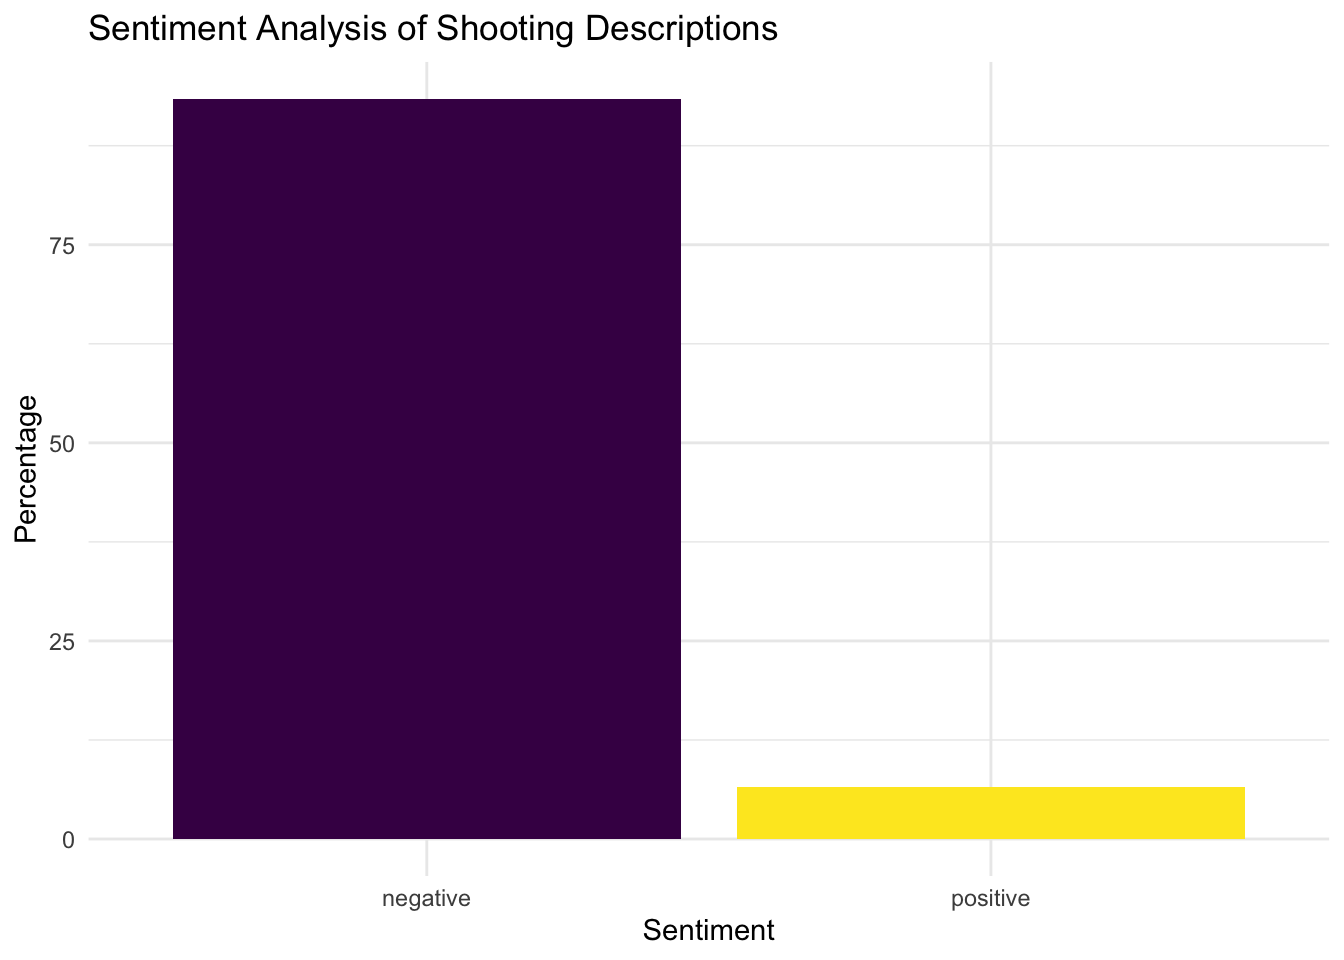 Sentiment Analysis of Shooting Descriptions
Percentage
75
50
25
0
negative positive
Sentiment